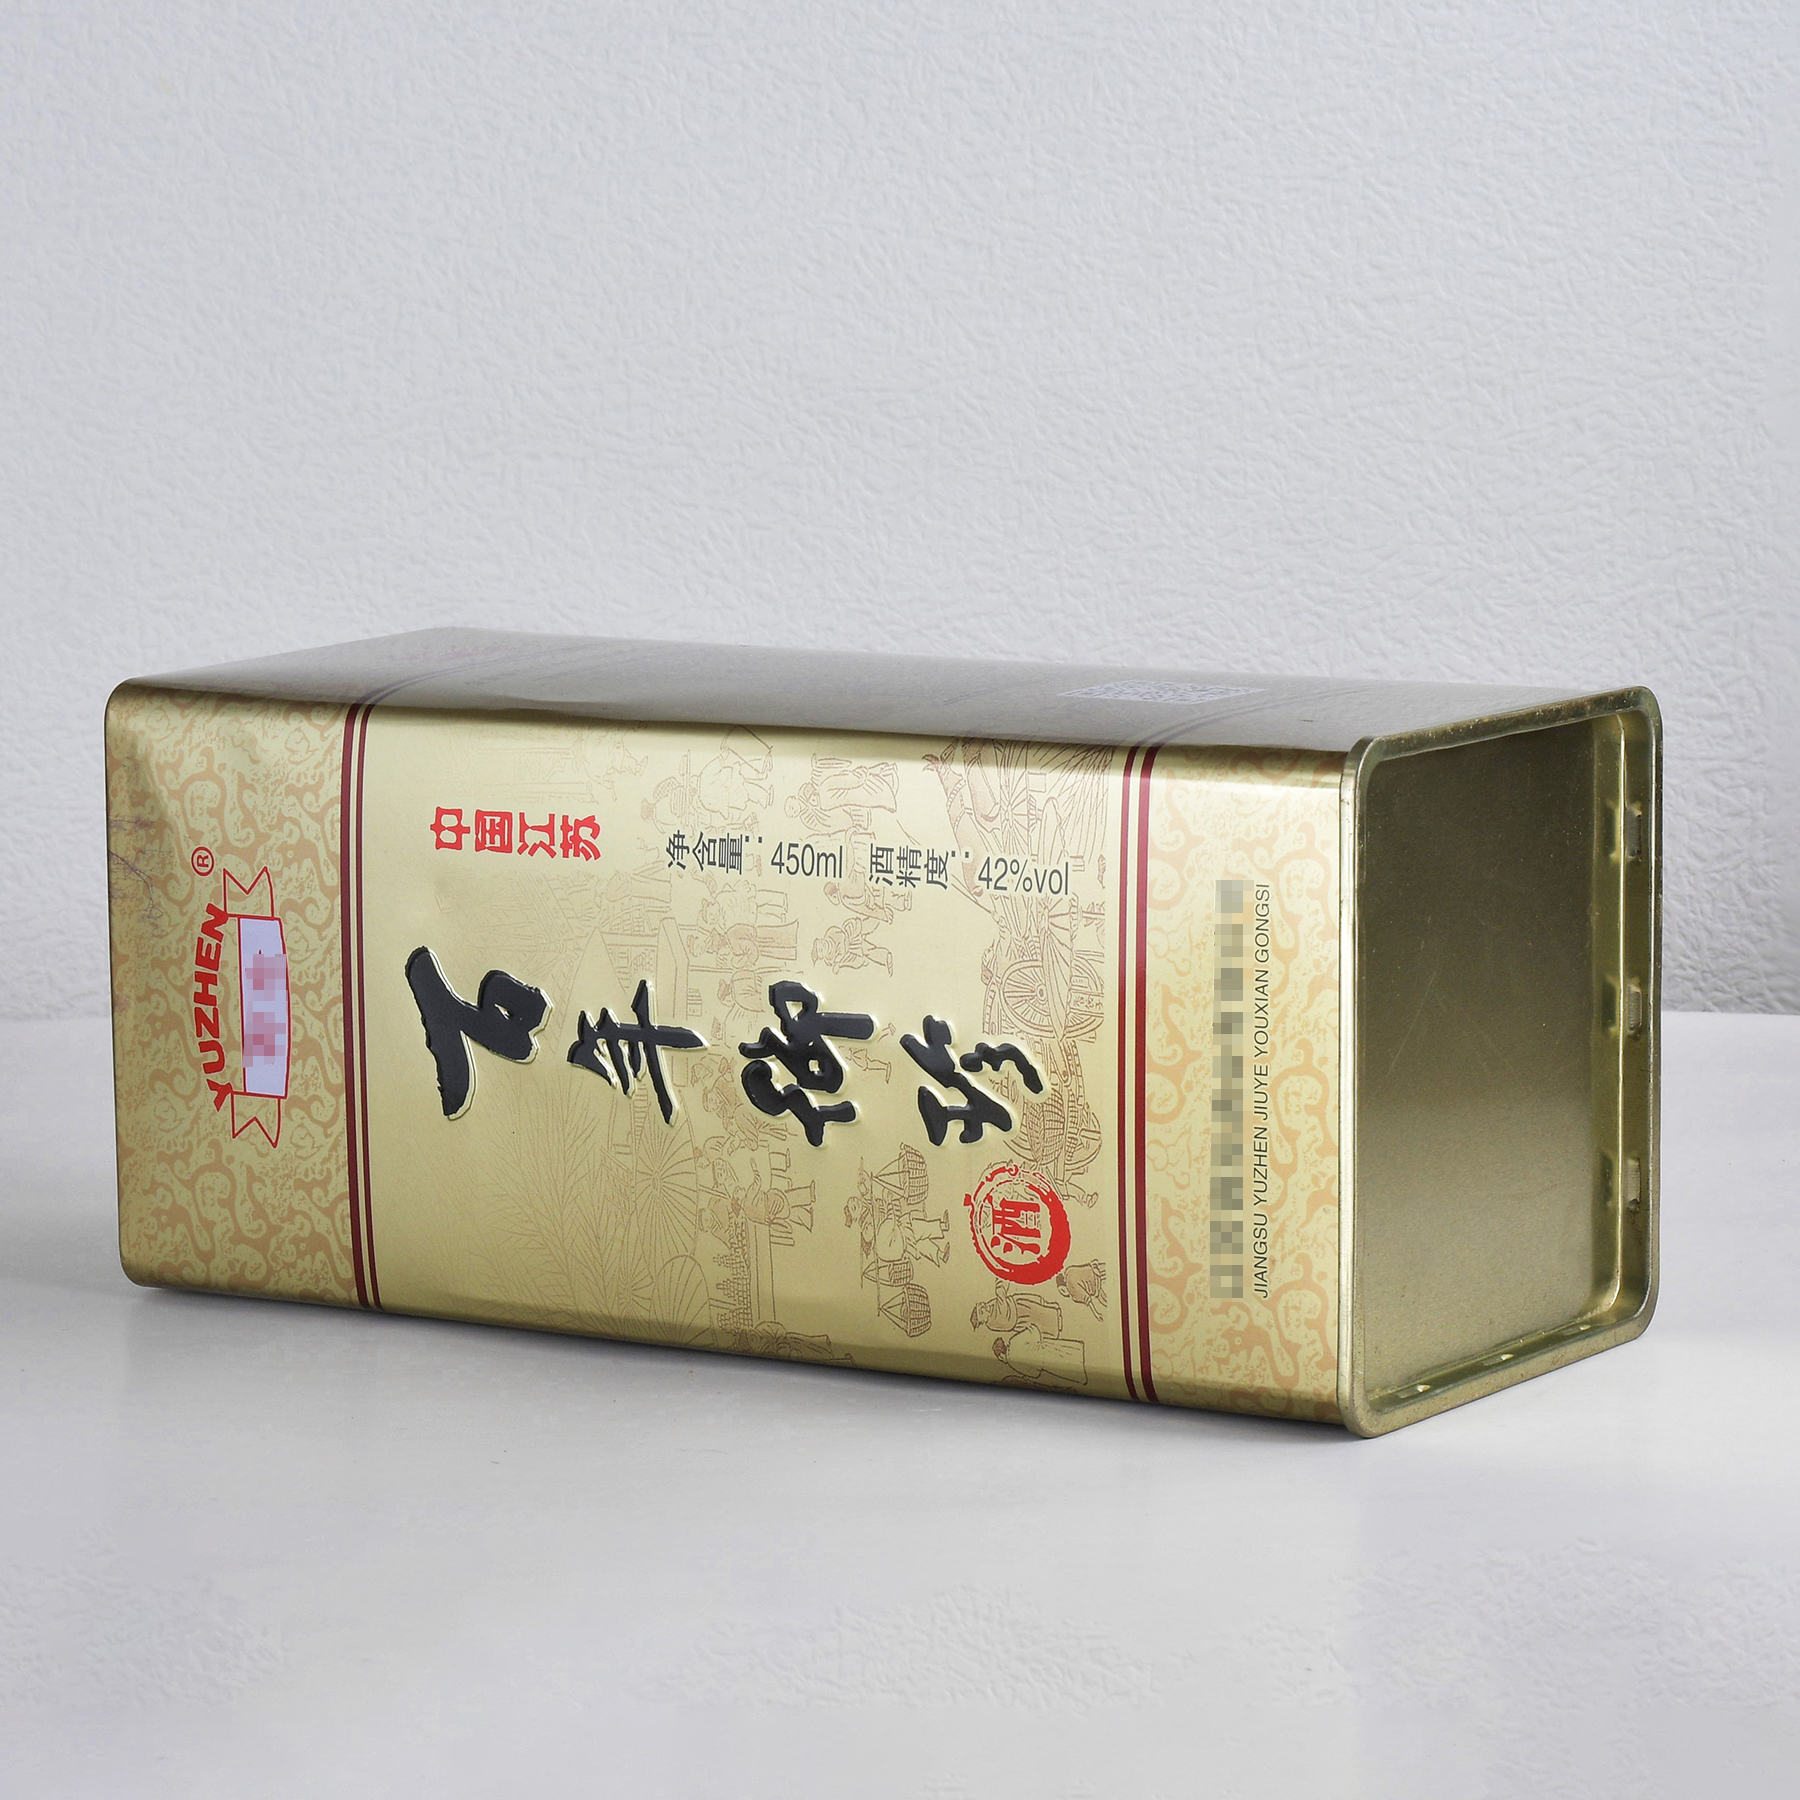 YUZHEN®
中国江苏
百年御珍
净含量：450ml 酒精度：42%vol
酒
JIANGSU YUZHEN JIUYE YOUXIAN GONGSI